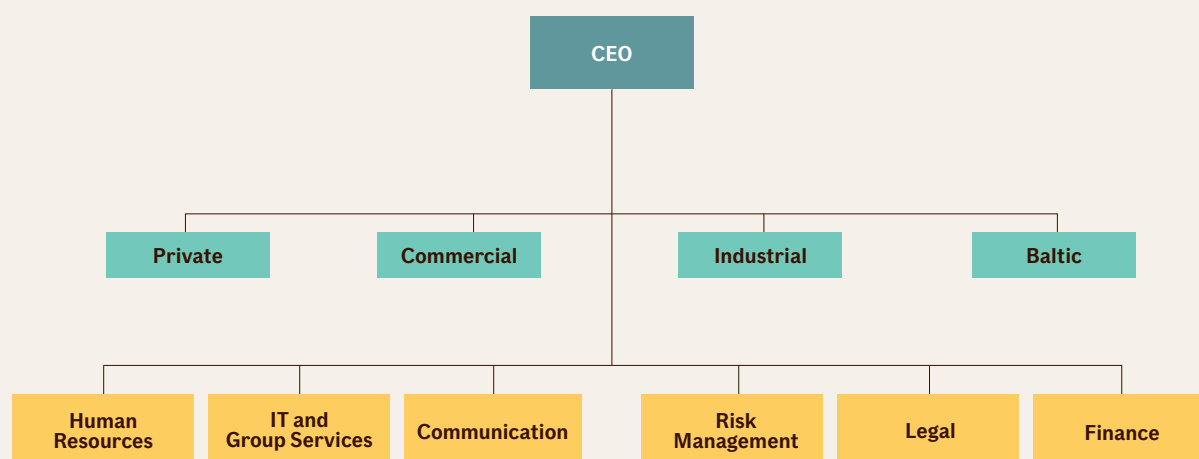 CEO
Private
Commercial
Industrial
Baltic
Human
Resources
IT and
Group Services
Communication
Risk
Management
Legal
Finance